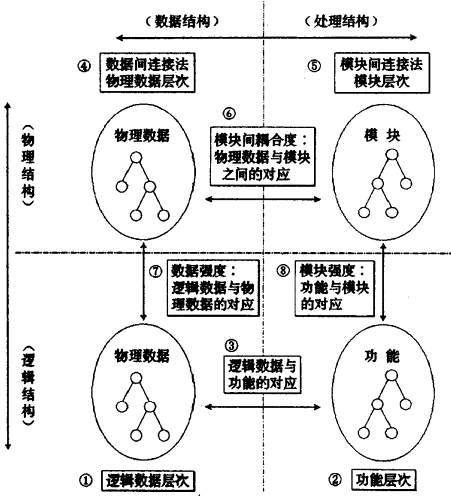 （数据结构）
（处理结构）
④ 数据间连接法
物理数据层次
⑤ 模块间连接法
模块层次
（物理结构）
物理数据
⑥
模块间耦合度：
物理数据与模块
之间的对应
模 块
⑦ 数据强度：
逻辑数据与物
理数据的对应
⑧ 模块强度：
功能与模块
的对应
（逻辑结构）
物理数据
③
逻辑数据与
功能的对应
功 能
① 逻辑数据层次
② 功能层次